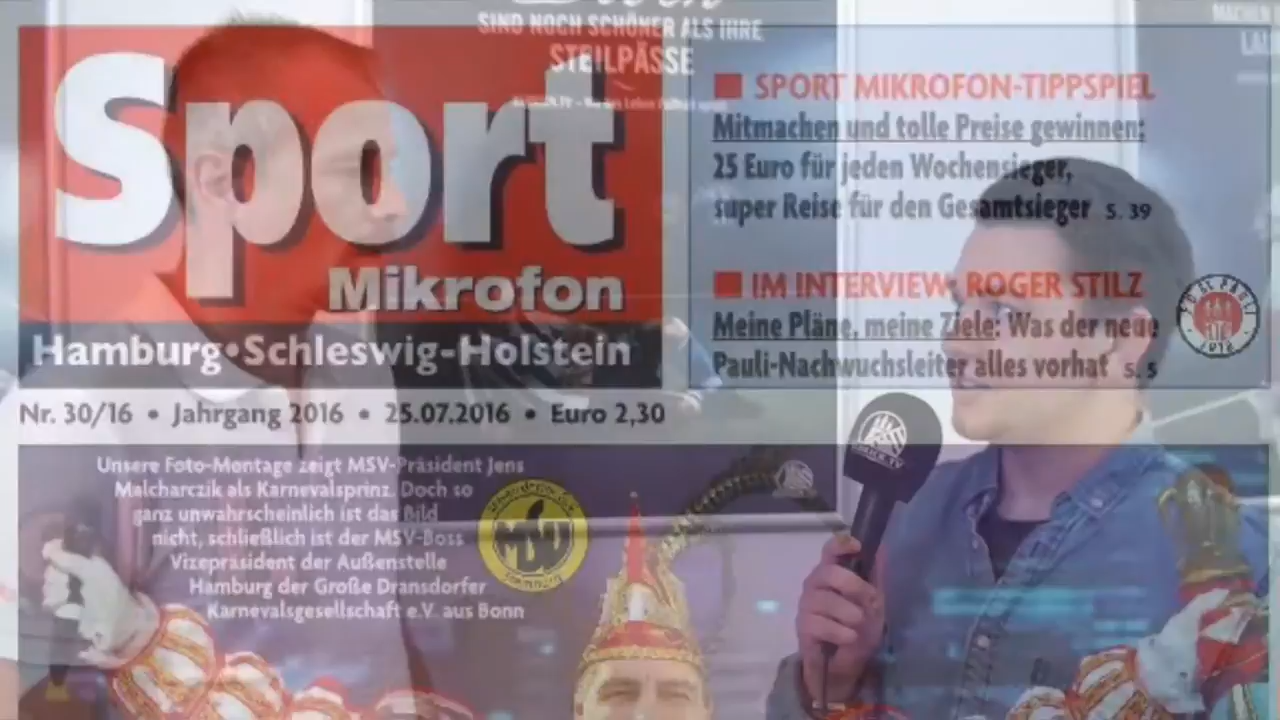 SIND NOCH SCHÖNER ALS IHRE
STEILPÄSSE
Sport
Mikrofon
Hamburg•Schleswig-Holstein
Nr. 30/16 • Jahrgang 2016 • 25.07.2016 • Euro 2,30
SPORT MIKROFON-TIPPSPIEL
Mitmachen und tolle Preise gewinnen:
25 Euro für jeden Wochensieger,
super Reise für den Gesamtsieger S. 39
IM INTERVIEW: ROGER STILZ
Meine Pläne, meine Ziele: Was der neue
Pauli-Nachwuchsleiter alles vorhat S. 5
Unsere Foto-Montage zeigt MSV-Präsident Jens
Malcharczik als Karnevalsprinz. Doch so
ganz unwahrscheinlich ist das Bild
nicht, schließlich ist der MSV-Boss
Vizepräsident der Außenstelle
Hamburg der Große Dransdorfer
Karnevalsgesellschaft e.V. aus Bonn
MSV